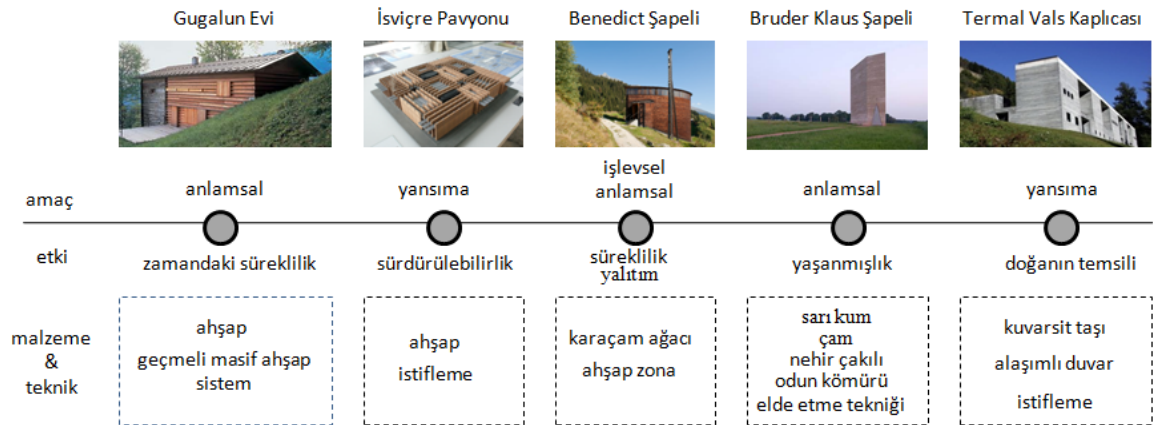 Gugalun Evi
İsviçre Pavyonu
Benedict Şapeli
Bruder Klaus Şapeli
Termal Vals Kaplıcası
amaç
anlamsal
yansıma
işlevsel
anlamsal
anlamsal
yansıma
etki
zamandaki süreklilik
sürdürülebilirlik
süreklilik
yalıtım
yaşanmışlık
doğanın temsili
malzeme
&
teknik
ahşap
geçmeli masif ahşap
sistem
ahşap
istifleme
karaçam ağacı
ahşap zona
sarı kum
çam
nehir çakılı
odun kömürü
elde etme tekniği
kuvarsit taşı
alaşımlı duvar
istifleme